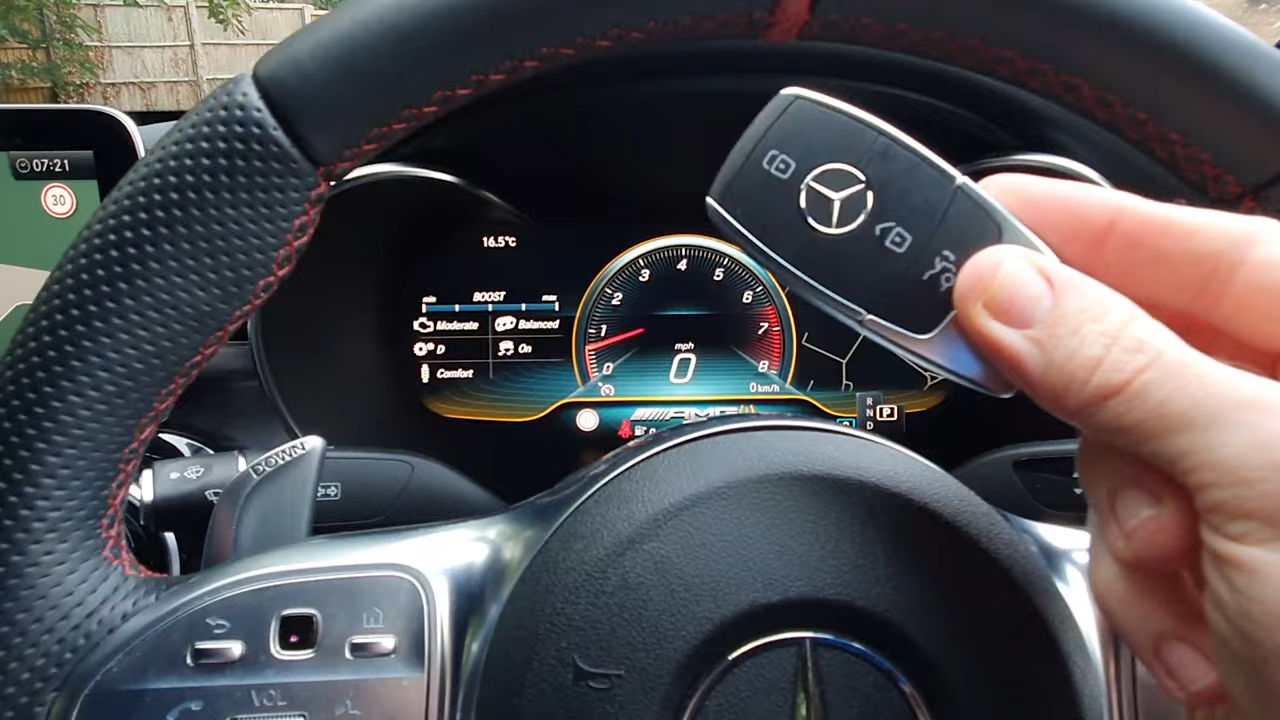 07:21
30
16.5°C
min BOOST max
Moderate Balanced
D On
Comfort
0 1 2 3 4 5 6 7 8
mph
0
0 km/h
AMG
R
N P
D
DOWN
VOL